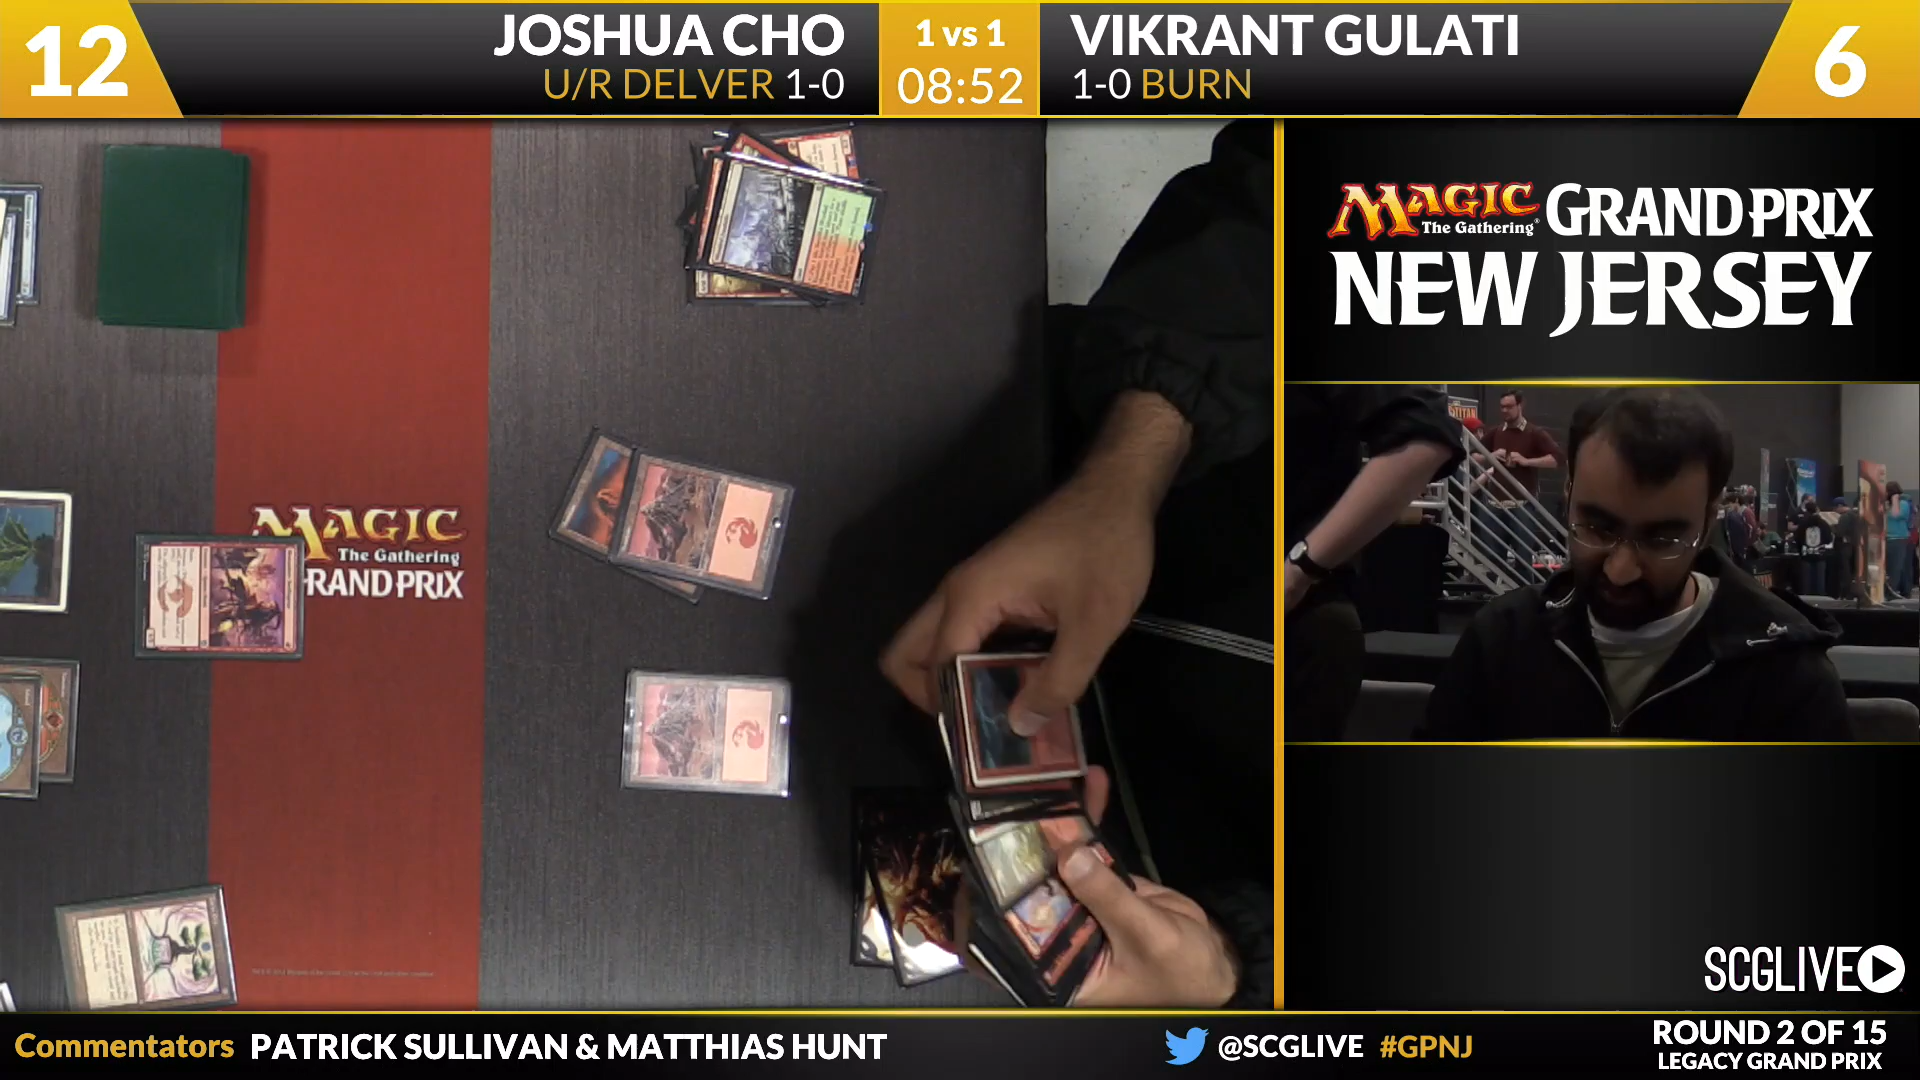 12
JOSHUA CHO
U/R DELVER 1-0
1 vs 1
08:52
VIKRANT GULATI
1-0 BURN
6
MAGIC
The Gathering
GRAND PRIX
NEW JERSEY
MAGIC
The Gathering
RAND PRIX
SCGLIVE
Commentators PATRICK SULLIVAN & MATTHIAS HUNT
@SCGLIVE #GPNJ
ROUND 2 OF 15
LEGACY GRAND PRIX